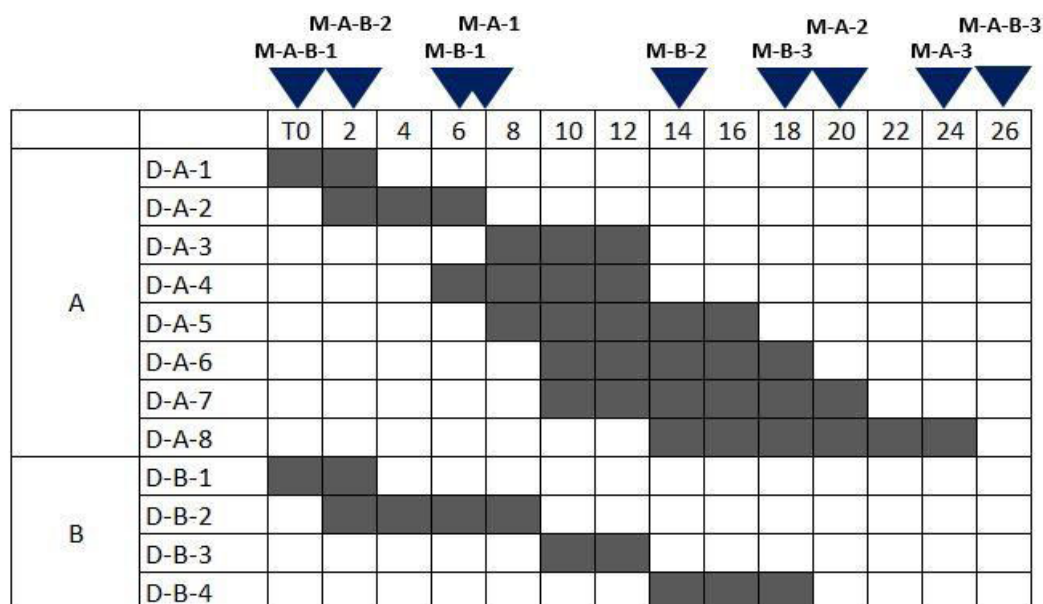 M-A-B-2 M-A-1 M-A-2 M-A-B-3
M-A-B-1 M-B-1 M-B-2 M-B-3 M-A-3
T0 2 4 6 8 10 12 14 16 18 20 22 24 26
A
D-A-1
D-A-2
D-A-3
D-A-4
D-A-5
D-A-6
D-A-7
D-A-8
B
D-B-1
D-B-2
D-B-3
D-B-4